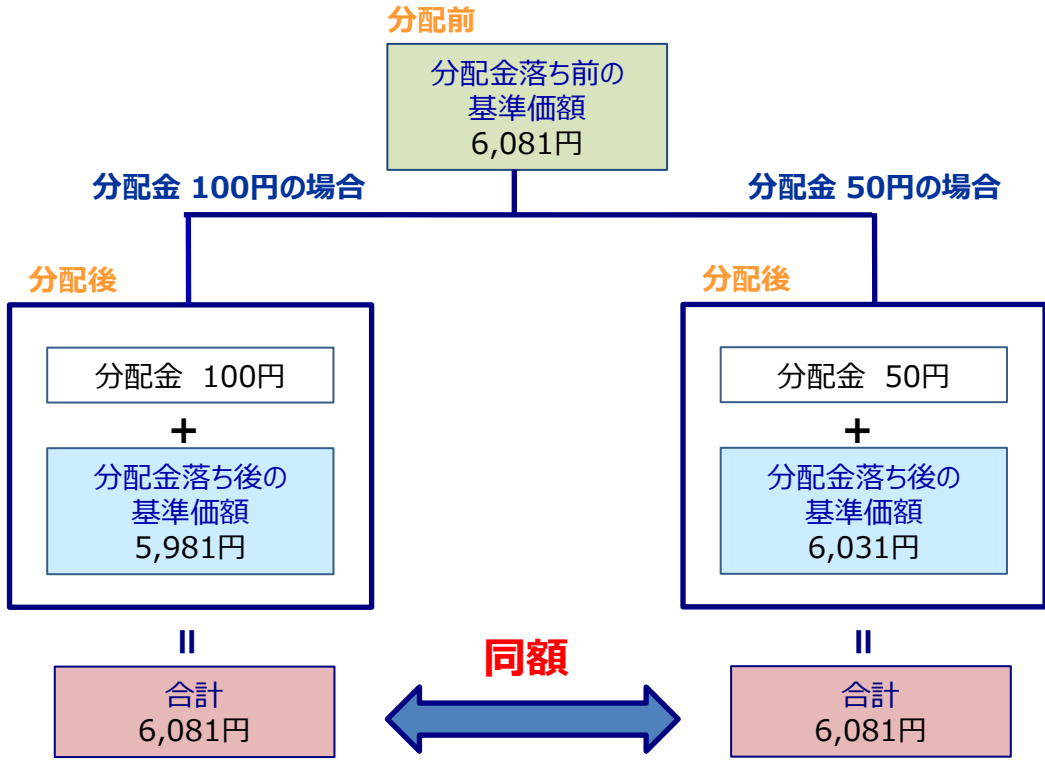 分配前
分配金落ち前の
基準価額
6,081円
分配金 100円の場合
分配金 50円の場合
分配後
分配金 100円
+
分配金落ち後の
基準価額
5,981円
=
合計
6,081円
分配後
分配金 50円
+
分配金落ち後の
基準価額
6,031円
=
合計
6,081円
同額